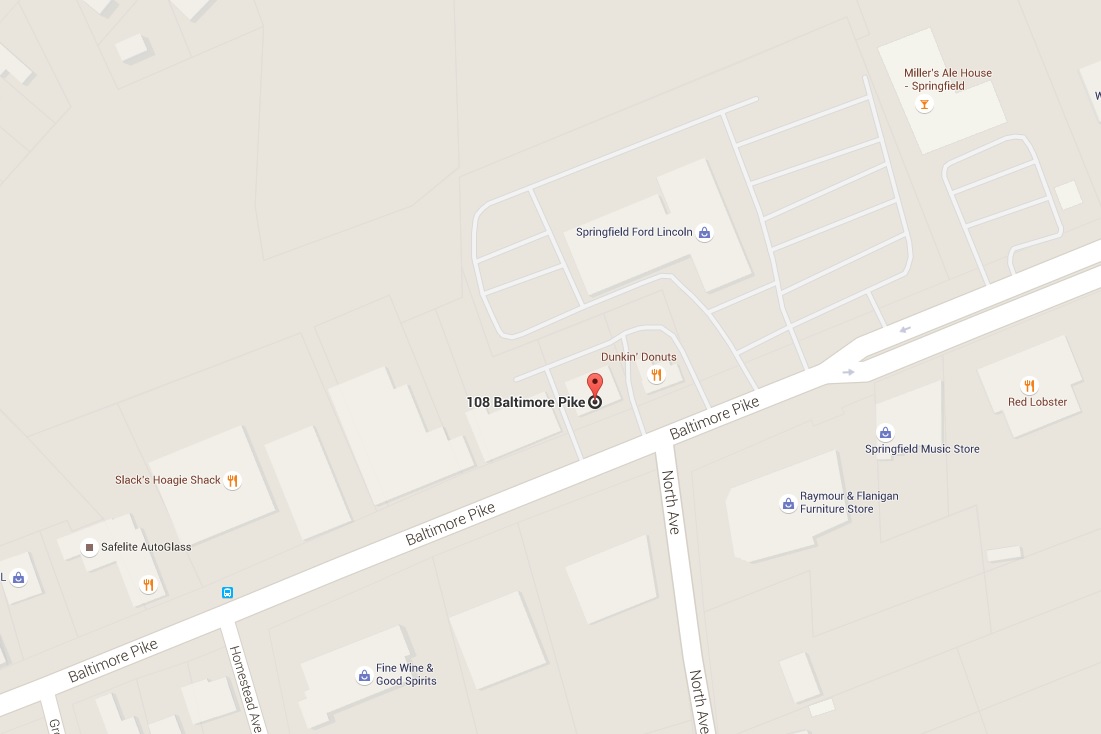 Miller's Ale House
- Springfield
W
Springfield Ford Lincoln
Dunkin' Donuts
108 Baltimore Pike
Baltimore Pike
Red Lobster
Springfield Music Store
Slack's Hoagie Shack
North Ave
Raymour & Flanigan
Furniture Store
Baltimore Pike
Safelite AutoGlass
L
Baltimore Pike
Homestead Ave
Fine Wine &
Good Spirits
North Ave
Gre